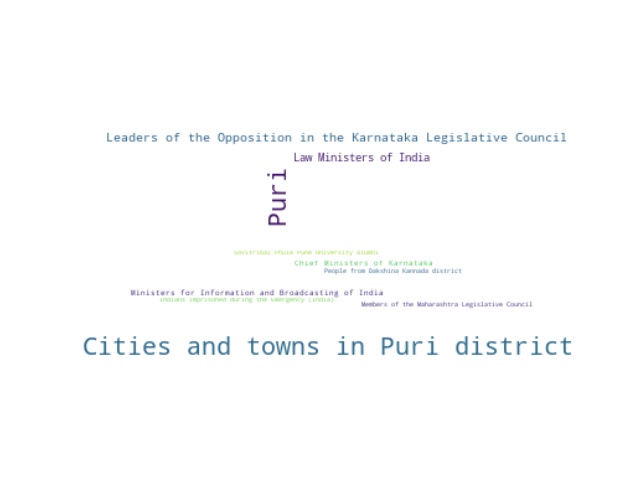 Leaders of the Opposition in the Karnataka Legislative Council
Law Ministers of India
Puri
Savitribai Phule Pune University alumni
Chief Ministers of Karnataka
People from Dakshina Kannada district
Ministers for Information and Broadcasting of India
Indians imprisoned during the Emergency (India)
Members of the Maharashtra Legislative Council
Cities and towns in Puri district